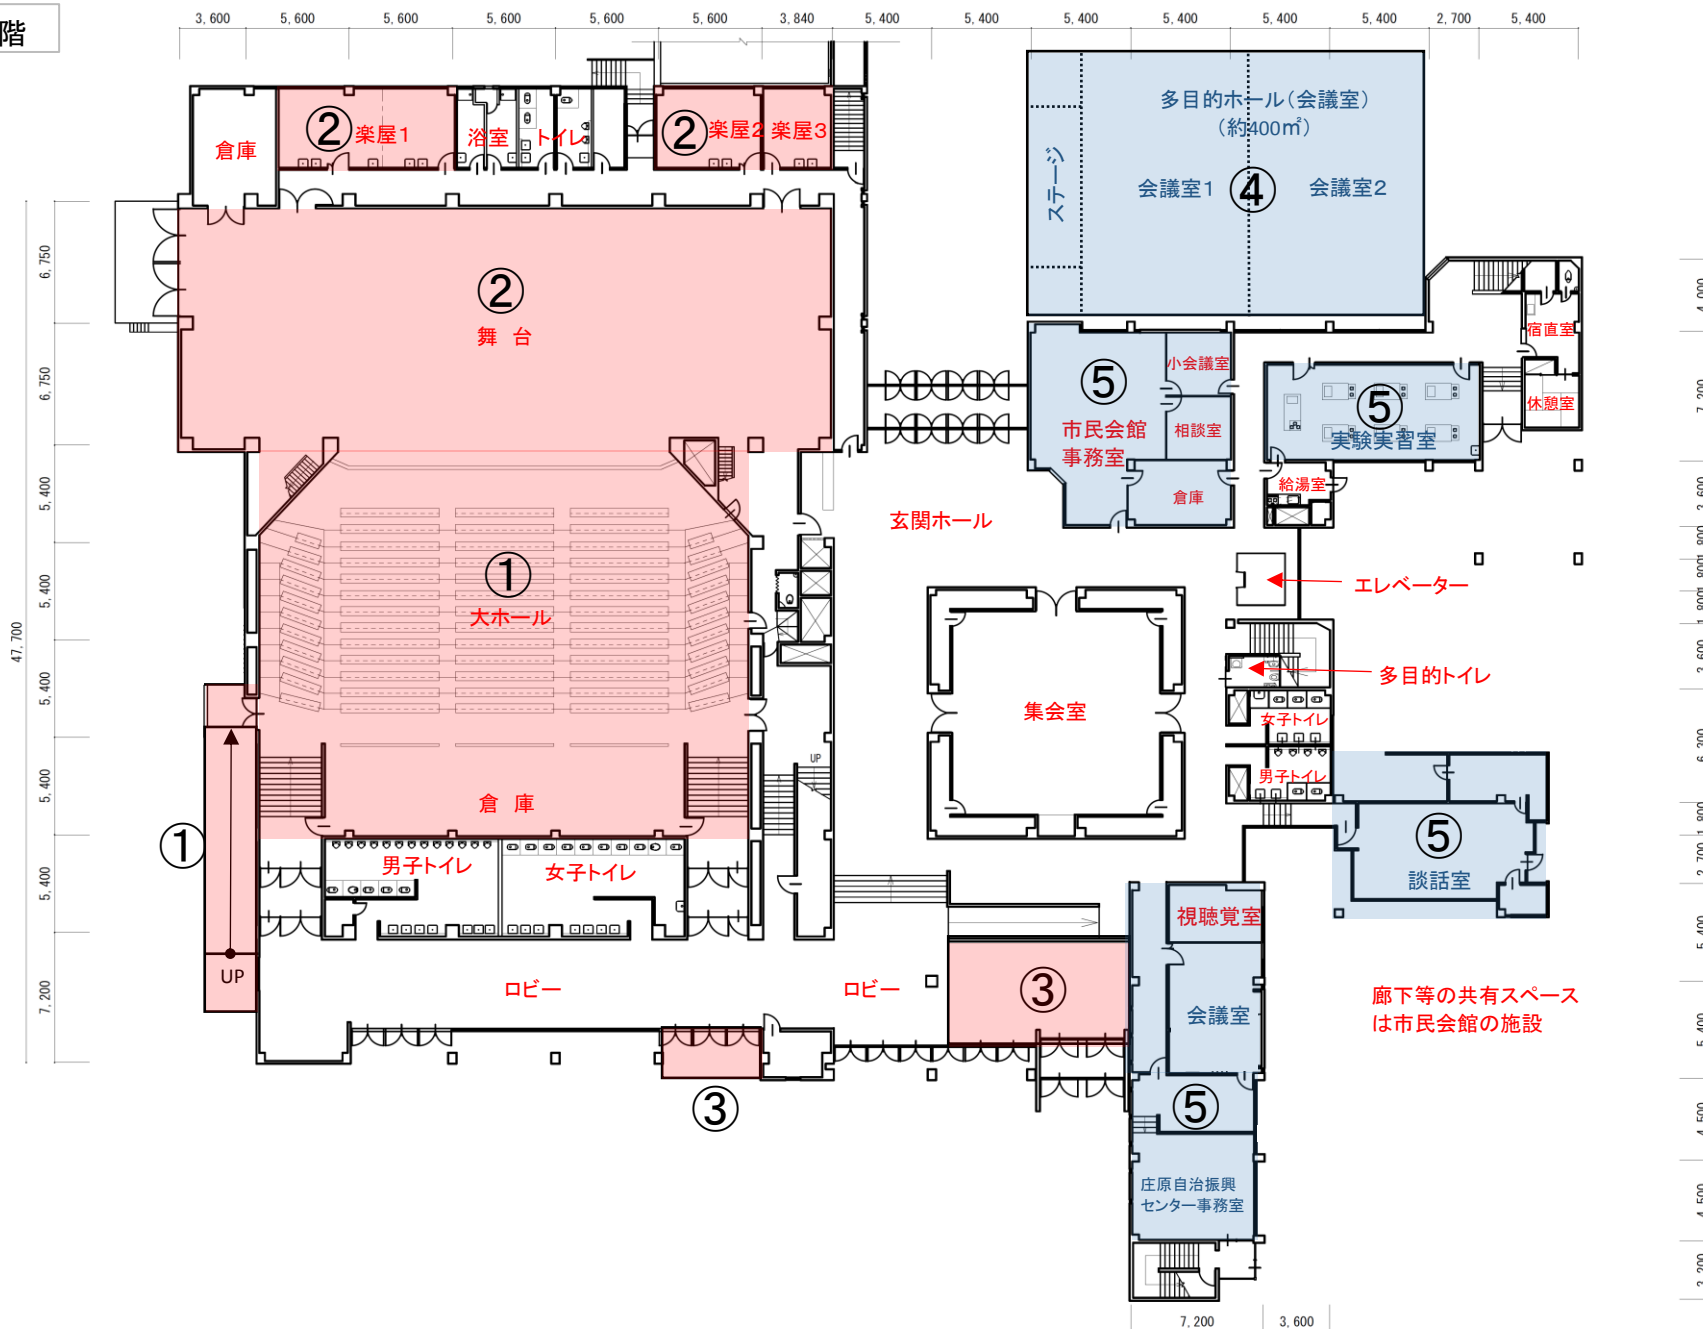 階
3,600
5,600
5,600
5,600
5,600
5,600
3,840
5,400
5,400
5,400
5,400
5,400
5,400
2,700
5,400
倉庫
②
楽屋1
浴室
トイレ
②
楽屋2
楽屋3
多目的ホール(会議室)
(約400㎡)
ステージ
会議室1
④
会議室2
②
舞 台
6,750
6,750
5,400
5,400
5,400
5,400
5,400
7,200
47,700
⑤
市民会館
事務室
小会議室
相談室
倉庫
⑤
実験実習室
宿直室
休憩室
給湯室
玄関ホール
エレベーター
①
大ホール
多目的トイレ
女子トイレ
男子トイレ
集会室
UP
倉 庫
①
UP
男子トイレ
女子トイレ
⑤
談話室
ロビー
ロビー
③
③
視聴覚室
会議室
⑤
庄原自治振興
センター事務室
廊下等の共有スペース
は市民会館の施設
7,200
3,600